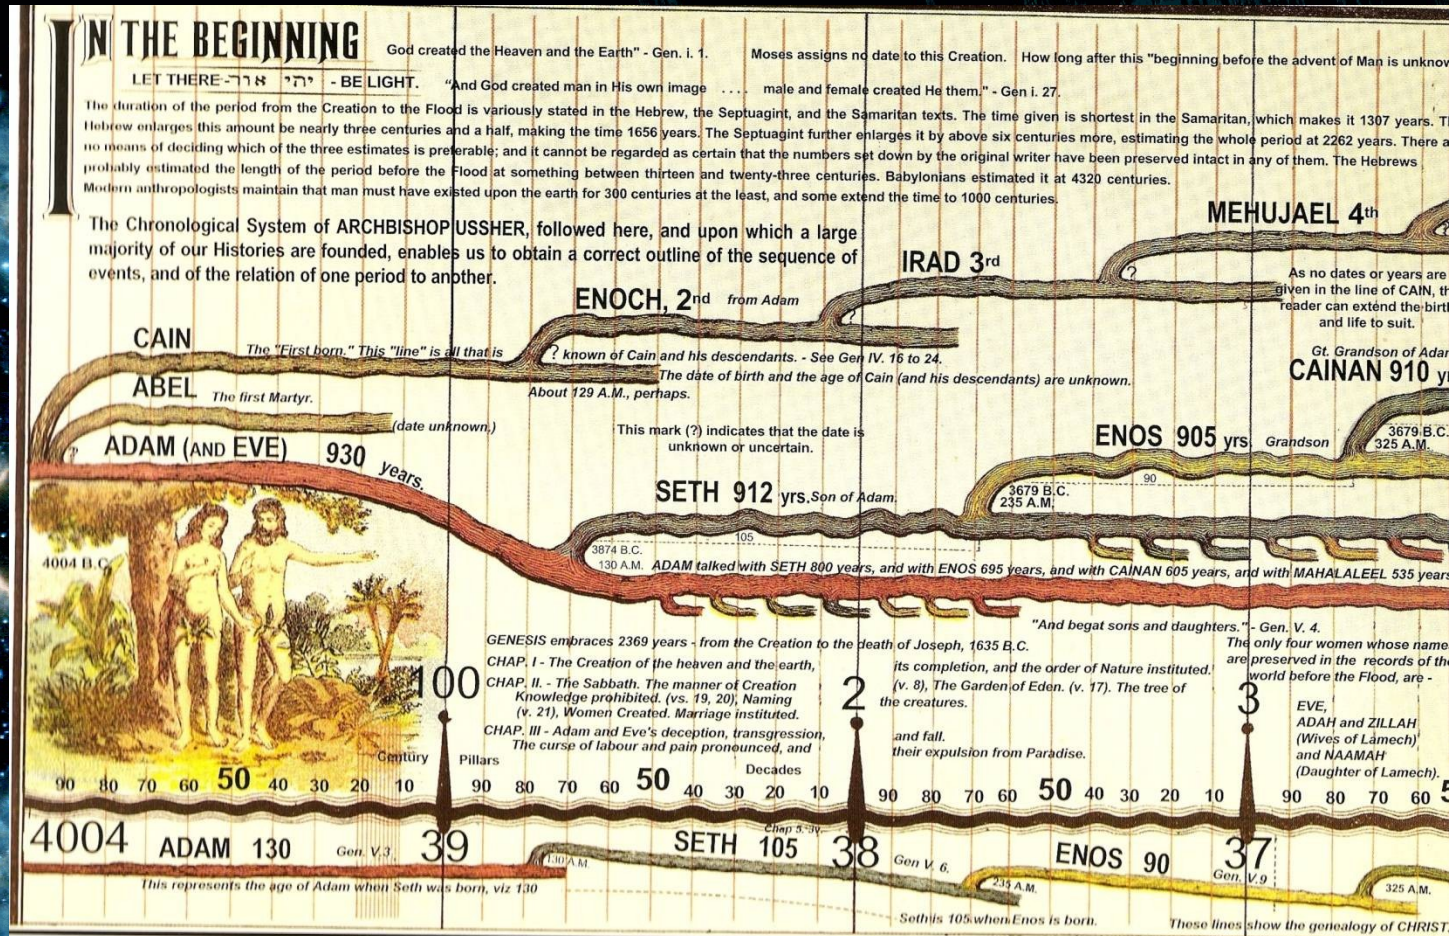 IN THE BEGINNING
God created the Heaven and the Earth" - Gen. i. 1.
Moses assigns no date to this Creation. How long after this "beginning before the advent of Man is unknow
LET THERE - יהי אור - BE LIGHT.
"And God created man in His own image .... male and female created He them." - Gen i. 27.
The duration of the period from the Creation to the Flood is variously stated in the Hebrew, the Septuagint, and the Samaritan texts. The time given is shortest in the Samaritan, which makes it 1307 years. T
Hebrew enlarges this amount be nearly three centuries and a half, making the time 1656 years. The Septuagint further enlarges it by above six centuries more, estimating the whole period at 2262 years. There a
no means of deciding which of the three estimates is preferable; and it cannot be regarded as certain that the numbers set down by the original writer have been preserved intact in any of them. The Hebrews
probably estimated the length of the period before the Flood at something between thirteen and twenty-three centuries. Babylonians estimated it at 4320 centuries.
Modern anthropologists maintain that man must have existed upon the earth for 300 centuries at the least, and some extend the time to 1000 centuries.
The Chronological System of ARCHBISHOP USSHER, followed here, and upon which a large
majority of our Histories are founded, enables us to obtain a correct outline of the sequence of
events, and of the relation of one period to another.
MEHUJAEL 4th
?
IRAD 3rd
?
As no dates or years are
given in the line of CAIN, th
reader can extend the birt
and life to suit.
ENOCH, 2nd from Adam
?
CAIN
The "First born." This "line" is all that is
? known of Cain and his descendants. - See Gen IV. 16 to 24.
The date of birth and the age of Cain (and his descendants) are unknown.
About 129 A.M., perhaps.
Gt. Grandson of Adam
CAINAN 910 yr
3679 B.C.
325 A.M.
ABEL The first Martyr.
(date unknown.)
This mark (?) indicates that the date is
unknown or uncertain.
ENOS 905 yrs. Grandson
90
3679 B.C.
235 A.M.
?
ADAM (AND EVE) 930 years.
SETH 912 yrs. Son of Adam.
105
3874 B.C.
130 A.M.
ADAM talked with SETH 800 years, and with ENOS 695 years, and with CAINAN 605 years, and with MAHALALEEL 535 years
4004 B.C.
"And begat sons and daughters." - Gen. V. 4.
GENESIS embraces 2369 years - from the Creation to the death of Joseph, 1635 B.C.
CHAP. I - The Creation of the heaven and the earth, its completion, and the order of Nature instituted.
CHAP. II. - The Sabbath. The manner of Creation (v. 8), The Garden of Eden. (v. 17). The tree of
Knowledge prohibited. (vs. 19, 20), Naming the creatures.
(v. 21), Women Created. Marriage instituted.
CHAP. III - Adam and Eve's deception, transgression, and fall.
The curse of labour and pain pronounced, and their expulsion from Paradise.
The only four women whose name
are preserved in the records of th
world before the Flood, are -
EVE,
ADAH and ZILLAH
(Wives of Lamech)
and NAAMAH
(Daughter of Lamech).
100 2 3
Century Pillars
Decades
90 80 70 60 50 40 30 20 10 90 80 70 60 50 40 30 20 10 90 80 70 60 50 40 30 20 10 90 80 70 60 5
4004 ADAM 130 Gen. V.3 39 SETH 105 Chap 5. 3v. 38 Gen V. 6. ENOS 90 37 Gen. V.9
130 A.M. 235 A.M. 325 A.M.
This represents the age of Adam when Seth was born, viz 130
Seth is 105 when Enos is born.
These lines show the genealogy of CHRIST.